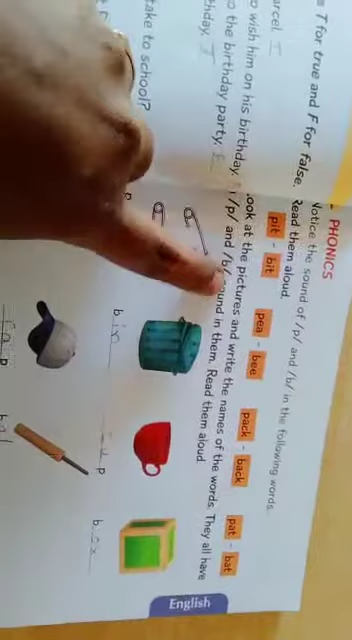 e T for true and F for false.
arcel. T
o wish him on his birthday.
o the birthday party. F
hday. T
take to school?
PHONICS
Notice the sound of /p/ and /b/ in the following words.
Read them aloud.
pit - bit
pea - bee
pack - back
pat - bat
Look at the pictures and write the names of the words. They all have
/p/ and /b/ sound in them. Read them aloud.
bin
p
box
p
English